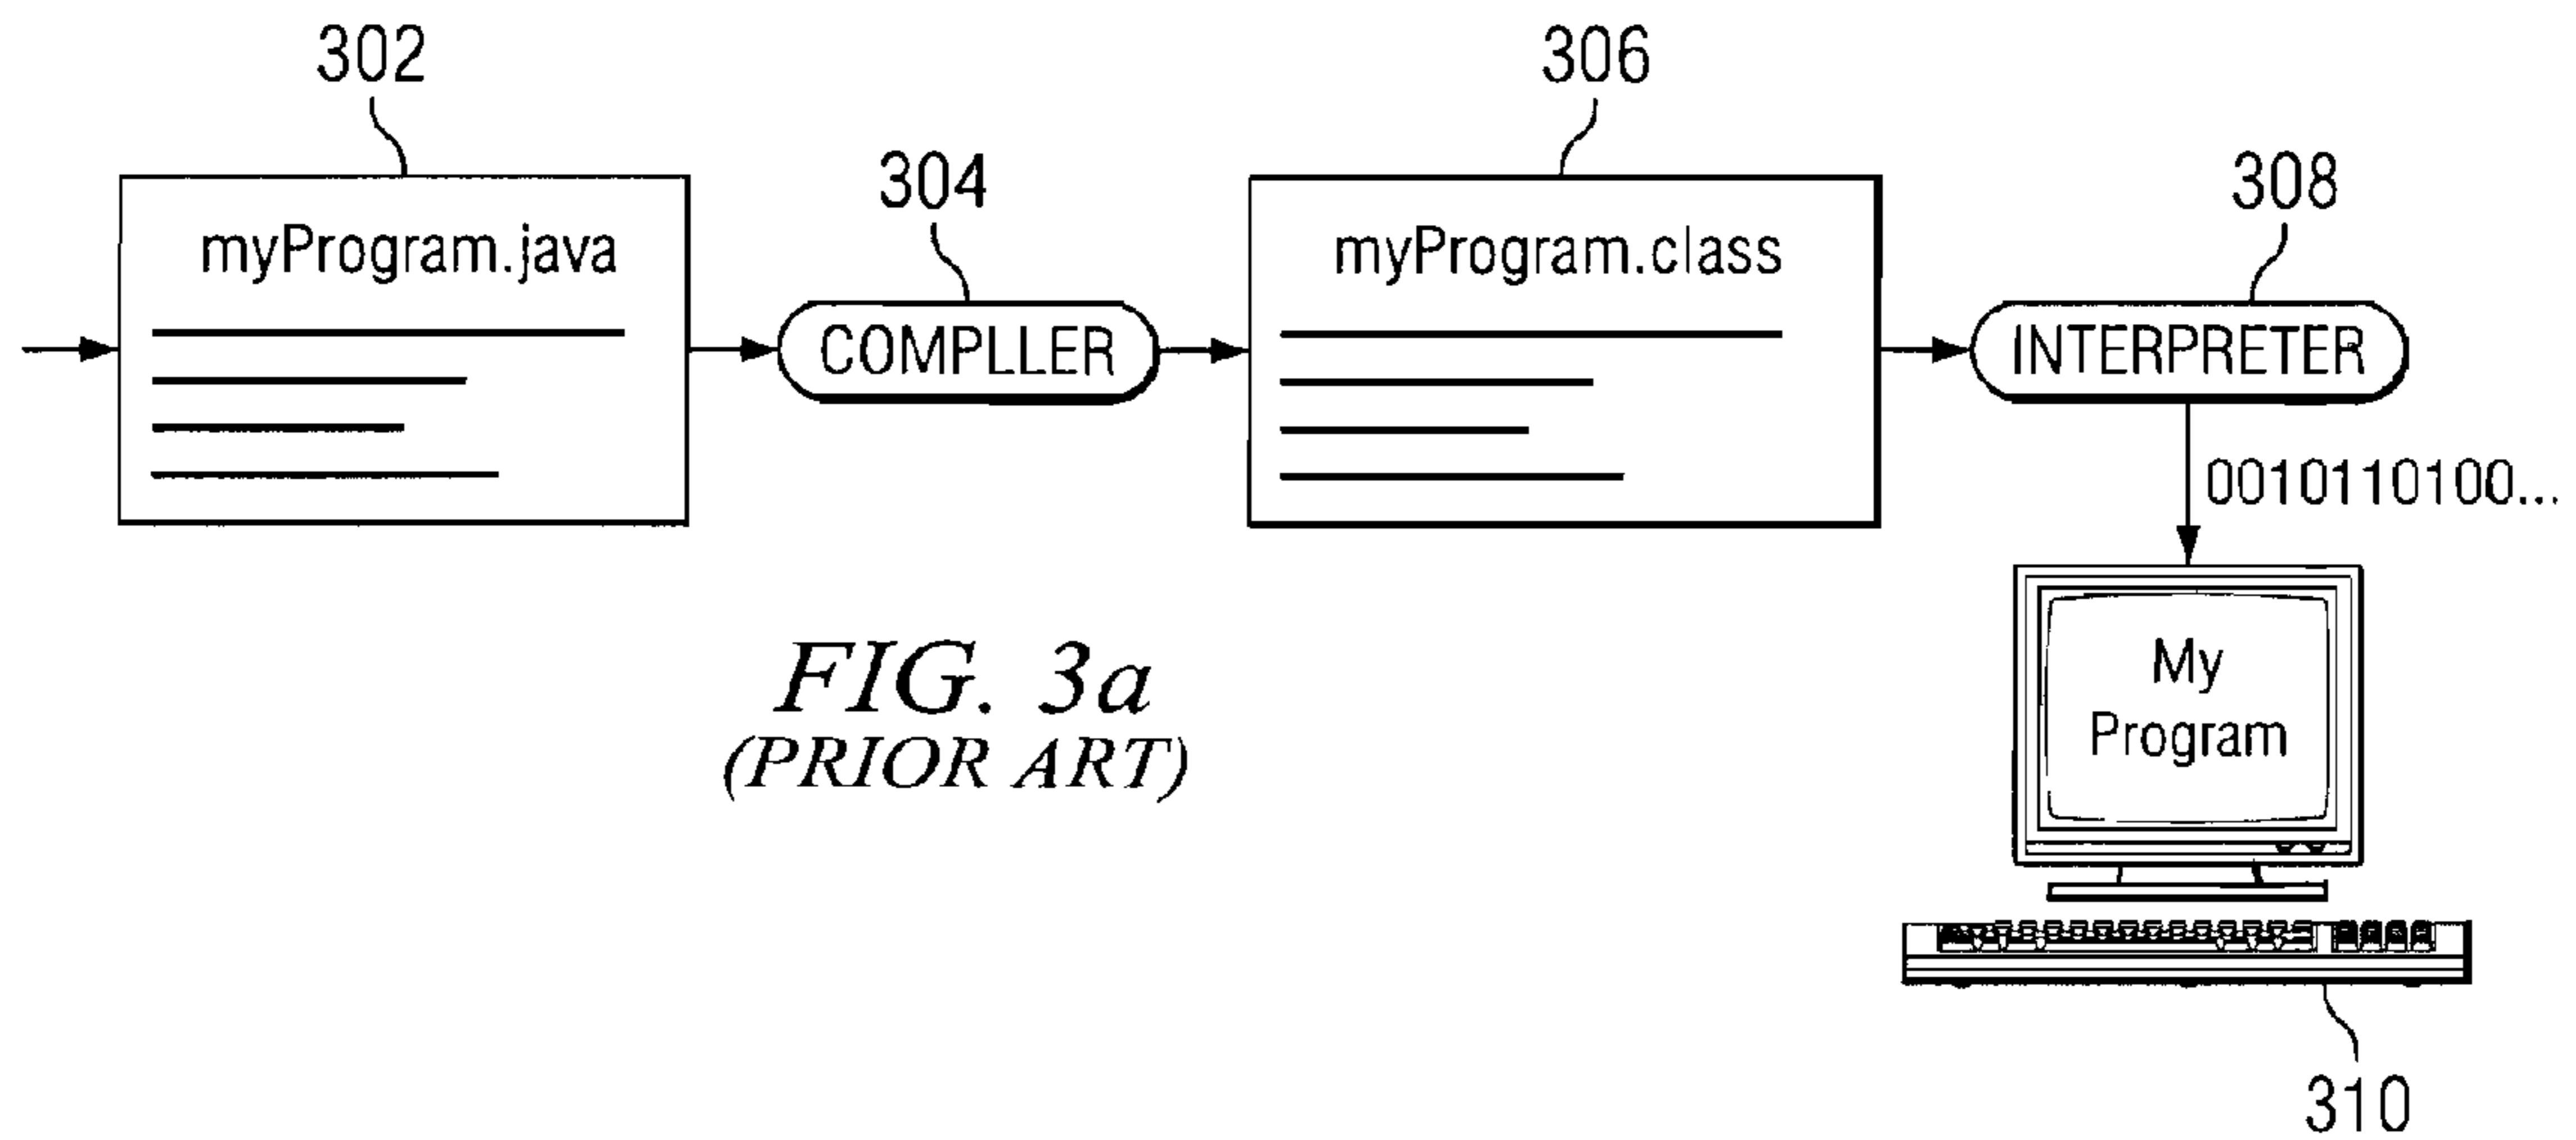 302
306
304
308
myProgram.java
myProgram.class
COMPLLER
INTERPRETER
0010110100...
FIG. 3a
(PRIOR ART)
My
Program
310